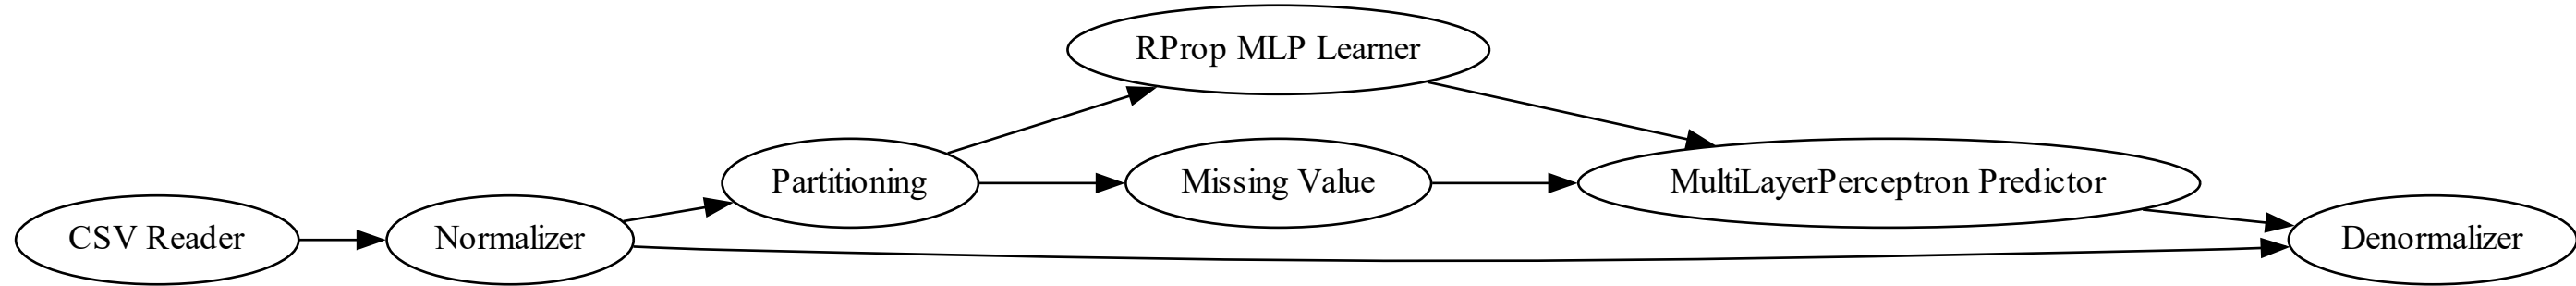 RProp MLP Learner
Partitioning
Missing Value
MultiLayerPerceptron Predictor
CSV Reader
Normalizer
Denormalizer